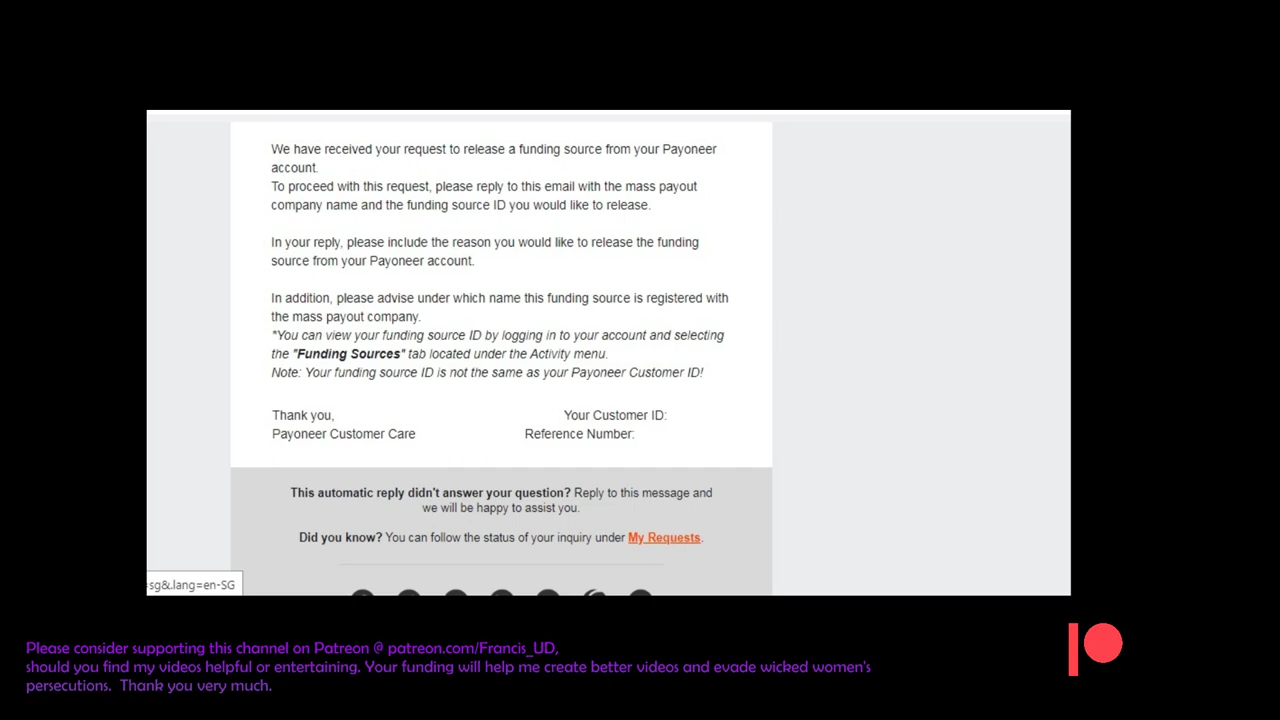 We have received your request to release a funding source from your Payoneer
account.
To proceed with this request, please reply to this email with the mass payout
company name and the funding source ID you would like to release.
In your reply, please include the reason you would like to release the funding
source from your Payoneer account.
In addition, please advise under which name this funding source is registered with
the mass payout company.
*You can view your funding source ID by logging in to your account and selecting
the "Funding Sources" tab located under the Activity menu.
Note: Your funding source ID is not the same as your Payoneer Customer ID!
Thank you, Your Customer ID:
Payoneer Customer Care Reference Number:
This automatic reply didn't answer your question? Reply to this message and
we will be happy to assist you.
Did you know? You can follow the status of your inquiry under My Requests.
=sg&.lang=en-SG
Please consider supporting this channel on Patreon @ patreon.com/Francis_UD,
should you find my videos helpful or entertaining. Your funding will help me create better videos and evade wicked women's
persecutions. Thank you very much.